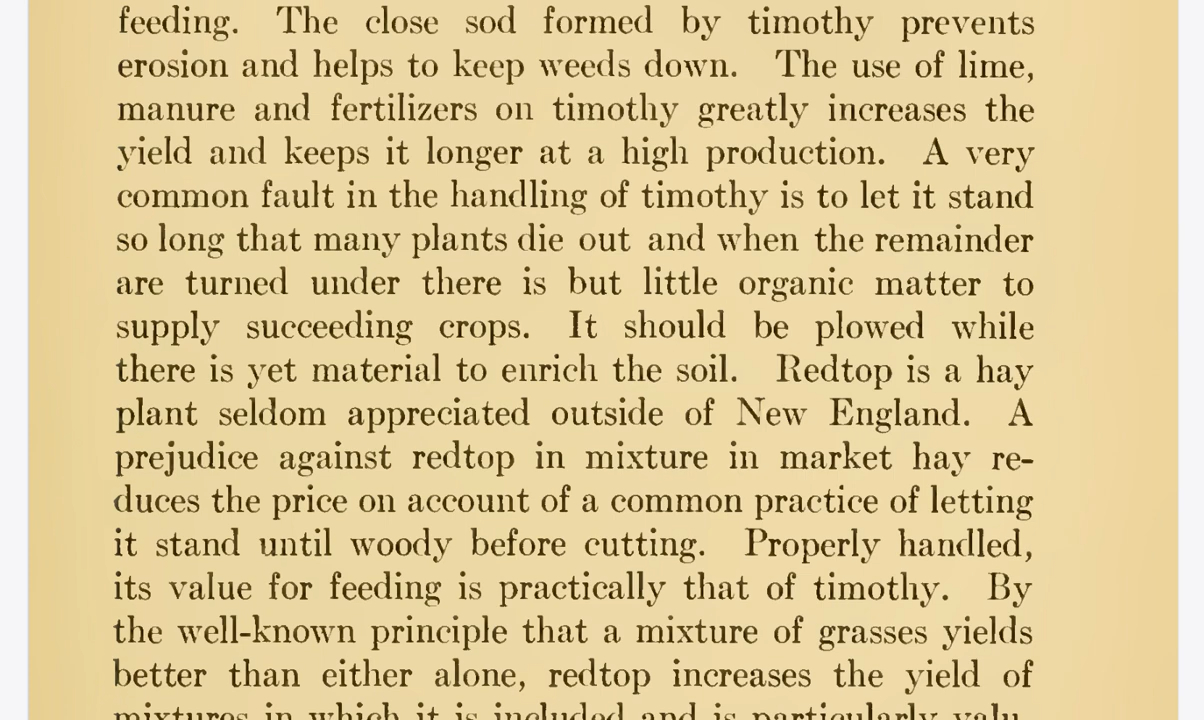 feeding. The close sod formed by timothy prevents
erosion and helps to keep weeds down. The use of lime,
manure and fertilizers on timothy greatly increases the
yield and keeps it longer at a high production. A very
common fault in the handling of timothy is to let it stand
so long that many plants die out and when the remainder
are turned under there is but little organic matter to
supply succeeding crops. It should be plowed while
there is yet material to enrich the soil. Redtop is a hay
plant seldom appreciated outside of New England. A
prejudice against redtop in mixture in market hay re-
duces the price on account of a common practice of letting
it stand until woody before cutting. Properly handled,
its value for feeding is practically that of timothy. By
the well-known principle that a mixture of grasses yields
better than either alone, redtop increases the yield of
mixtures in which it is included and is particularly valu-